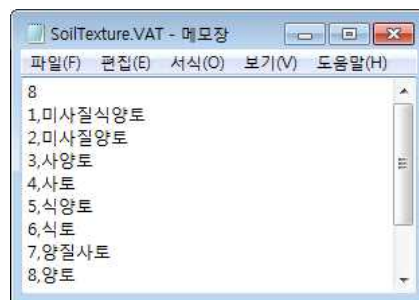 SoilTexture.VAT - 메모장
파일(F) 편집(E) 서식(O) 보기(V) 도움말(H)
8
1,미사질식양토
2,미사질양토
3,사양토
4,사토
5,식양토
6,식토
7,양질사토
8,양토